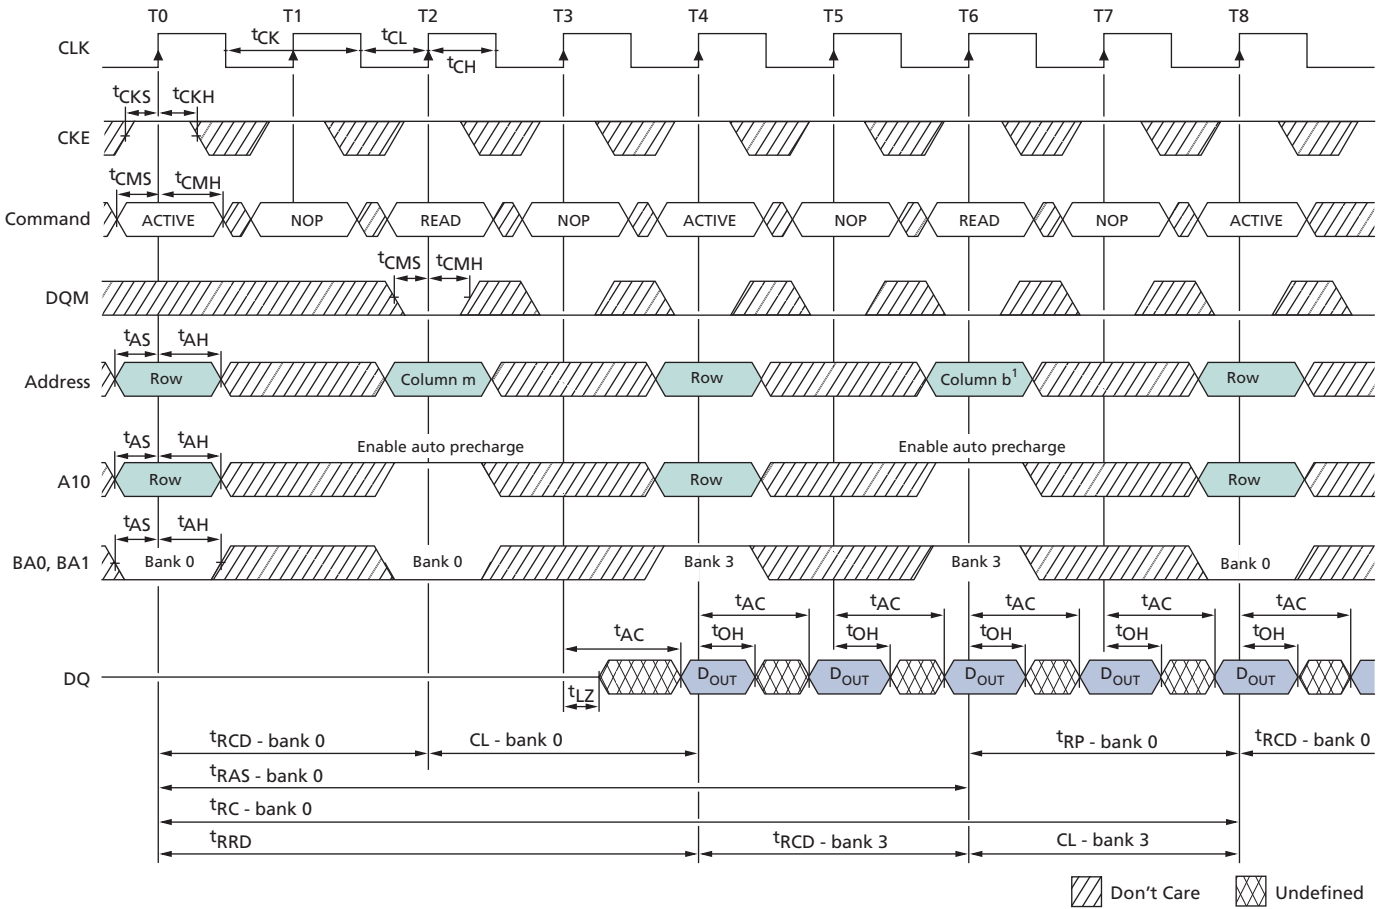 T0 T1 T2 T3 T4 T5 T6 T7 T8
CLK
tCK tCL
tCH
tCKS tCKH
CKE
tCMS tCMH
Command ACTIVE NOP READ NOP ACTIVE NOP READ NOP ACTIVE
tCMS tCMH
DQM
tAS tAH
Address Row Column m Row Column b1 Row
tAS tAH Enable auto precharge Enable auto precharge
A10 Row Row Row
tAS tAH
BA0, BA1 Bank 0 Bank 0 Bank 3 Bank 3 Bank 0
tAC tAC tAC tAC tAC
tAC tOH tOH tOH tOH tOH
DQ DOUT DOUT DOUT DOUT DOUT
tLZ
tRCD - bank 0 CL - bank 0 tRP - bank 0 tRCD - bank 0
tRAS - bank 0
tRC - bank 0
tRRD tRCD - bank 3 CL - bank 3
Don't Care Undefined